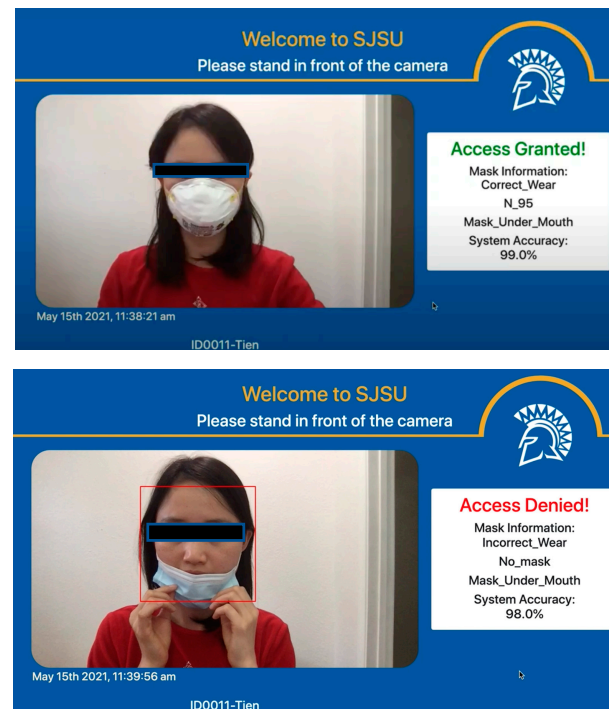 Welcome to SJSU
Please stand in front of the camera
Access Granted!
Mask Information:
Correct_Wear
N_95
Mask_Under_Mouth
System Accuracy:
99.0%
May 15th 2021, 11:38:21 am
ID0011-Tien
Welcome to SJSU
Please stand in front of the camera
Access Denied!
Mask Information:
Incorrect_Wear
No_mask
Mask_Under_Mouth
System Accuracy:
98.0%
May 15th 2021, 11:39:56 am
ID0011-Tien